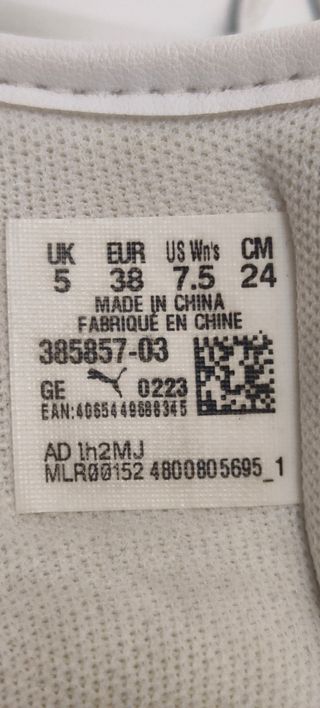 UK EUR US Wn's CM
5 38 7.5 24
MADE IN CHINA
FABRIQUÉ EN CHINE
385857-03
GE 0223
EAN:4065449686345
AD 1h2MJ
MLR00152 4800805695_1